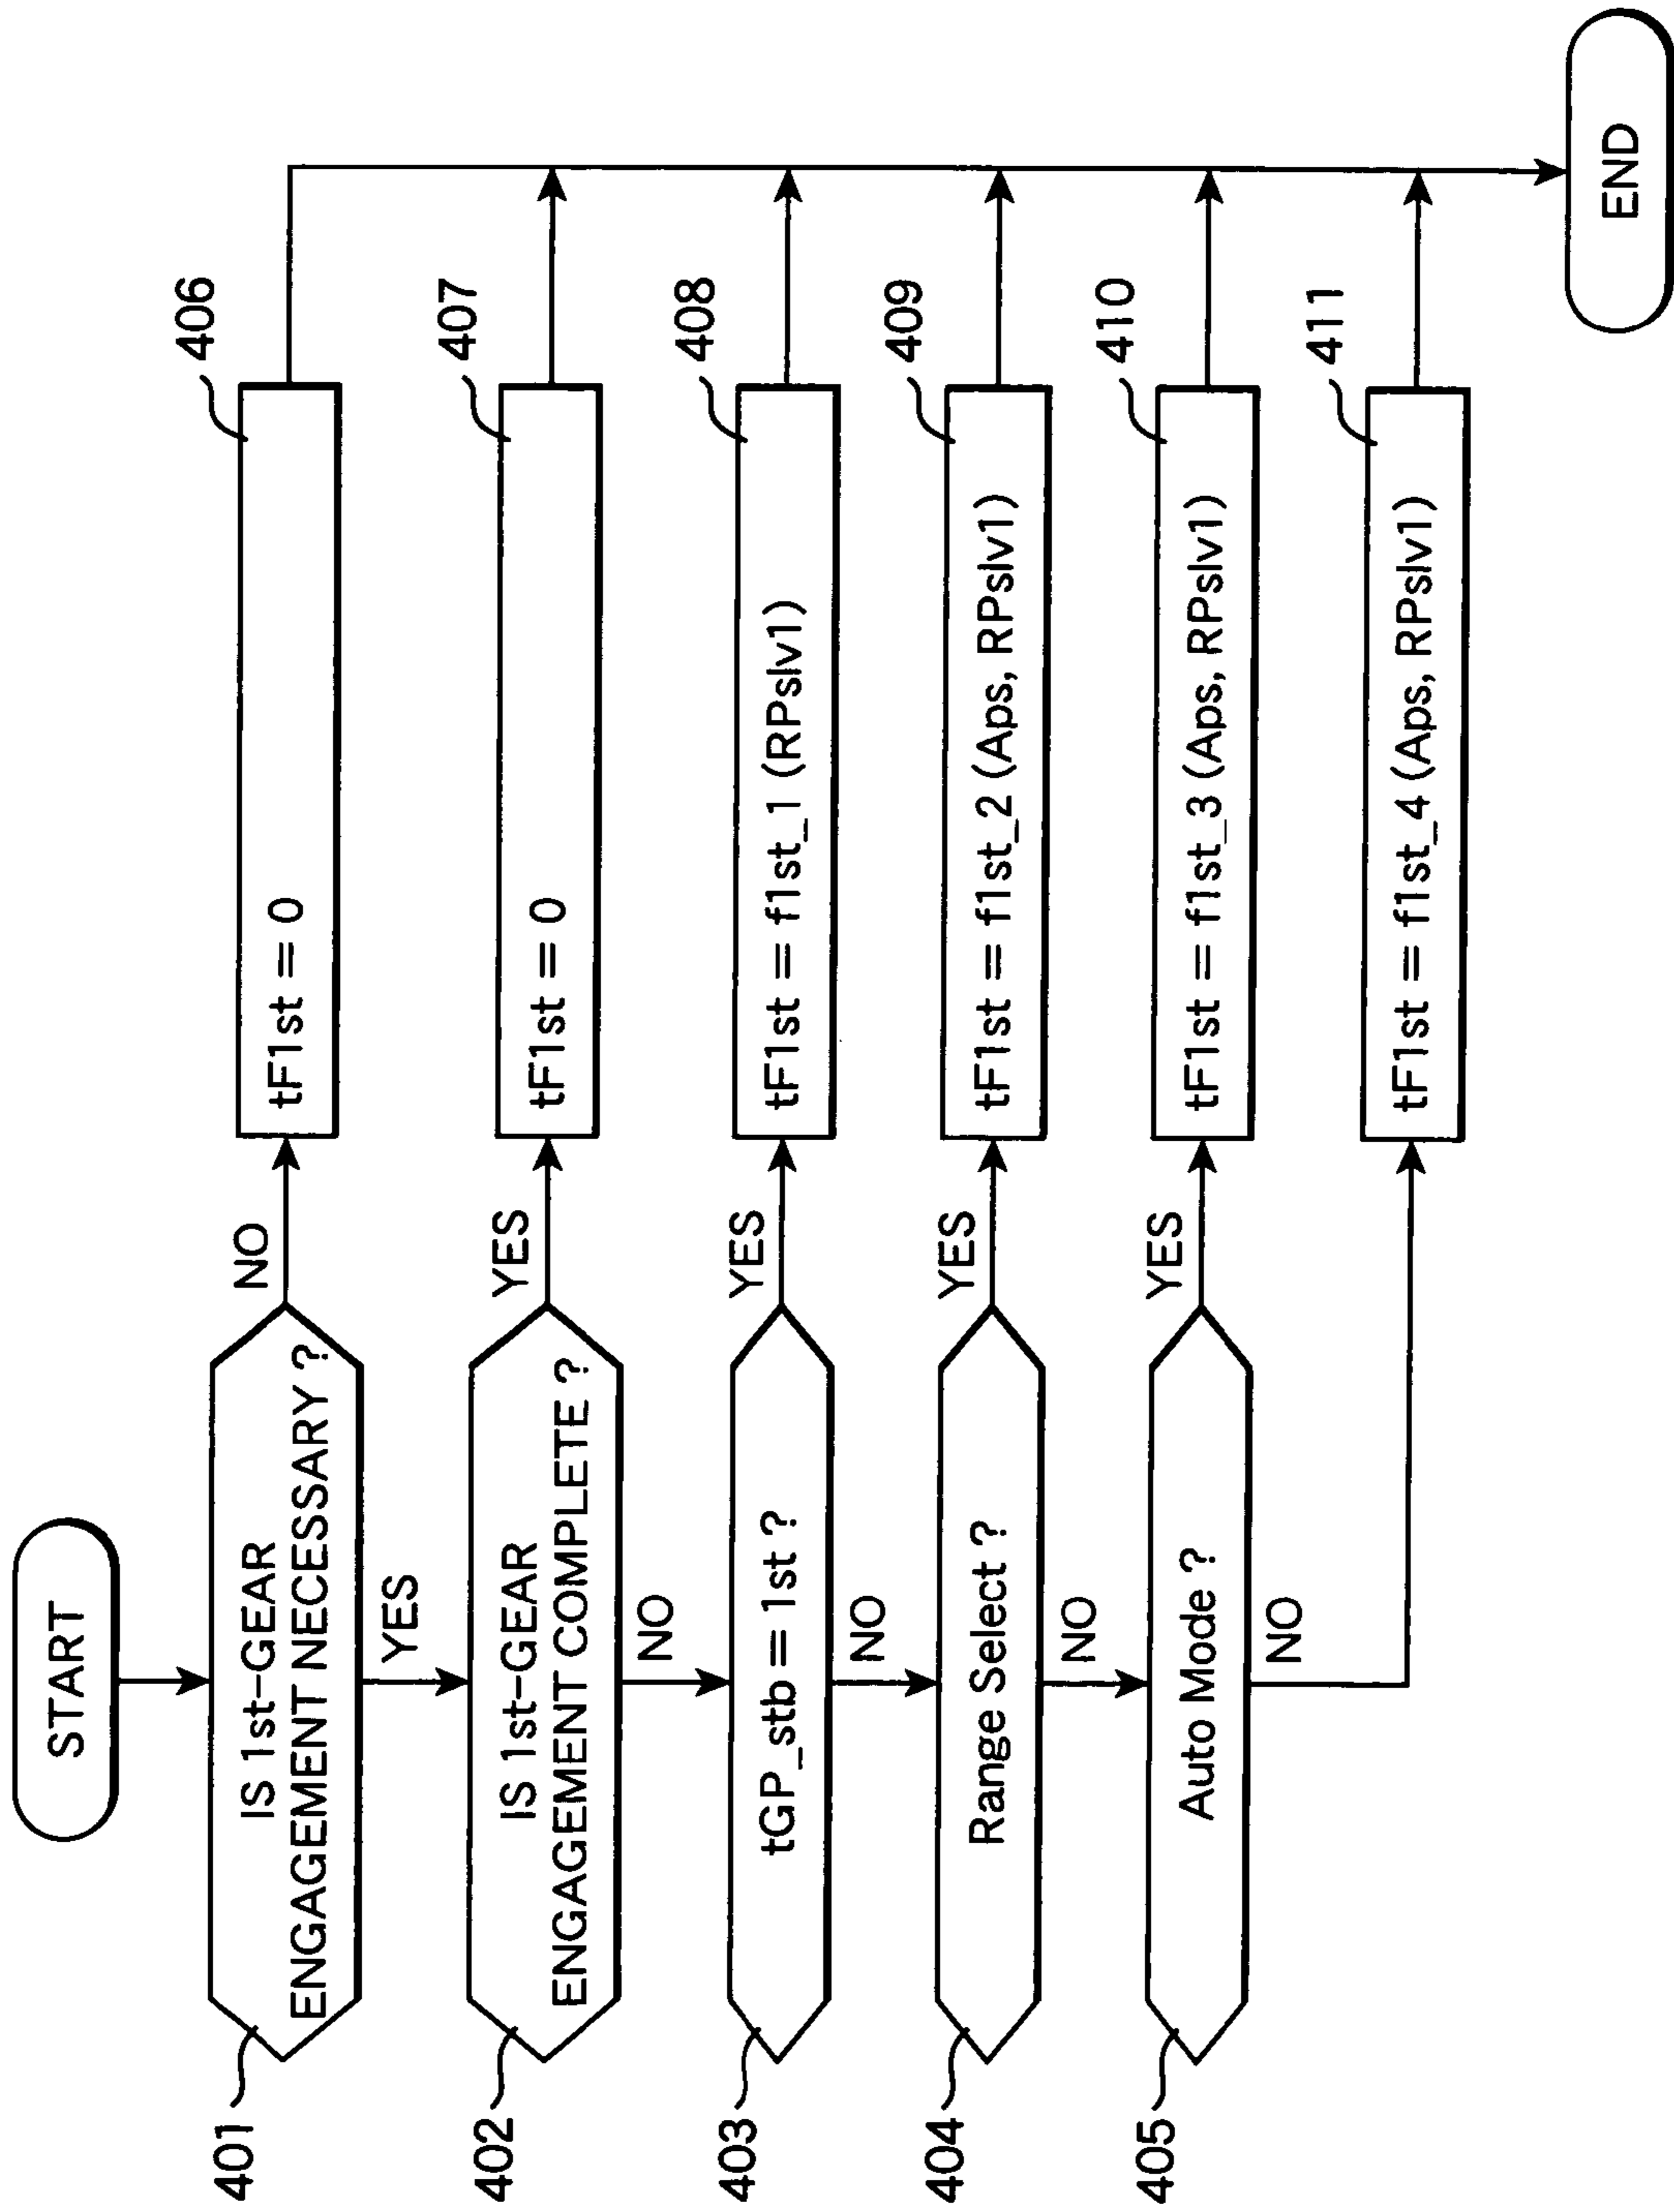 START
401
IS 1st-GEAR
ENGAGEMENT NECESSARY ?
NO
406
tF1st = 0
YES
402
IS 1st-GEAR
ENGAGEMENT COMPLETE ?
YES
407
tF1st = 0
NO
403
tGP_stb = 1st ?
YES
408
tF1st = f1st_1 (RPslv1)
NO
404
Range Select ?
YES
409
tF1st = f1st_2 (Aps, RPslv1)
NO
405
Auto Mode ?
YES
410
tF1st = f1st_3 (Aps, RPslv1)
NO
411
tF1st = f1st_4 (Aps, RPslv1)
END